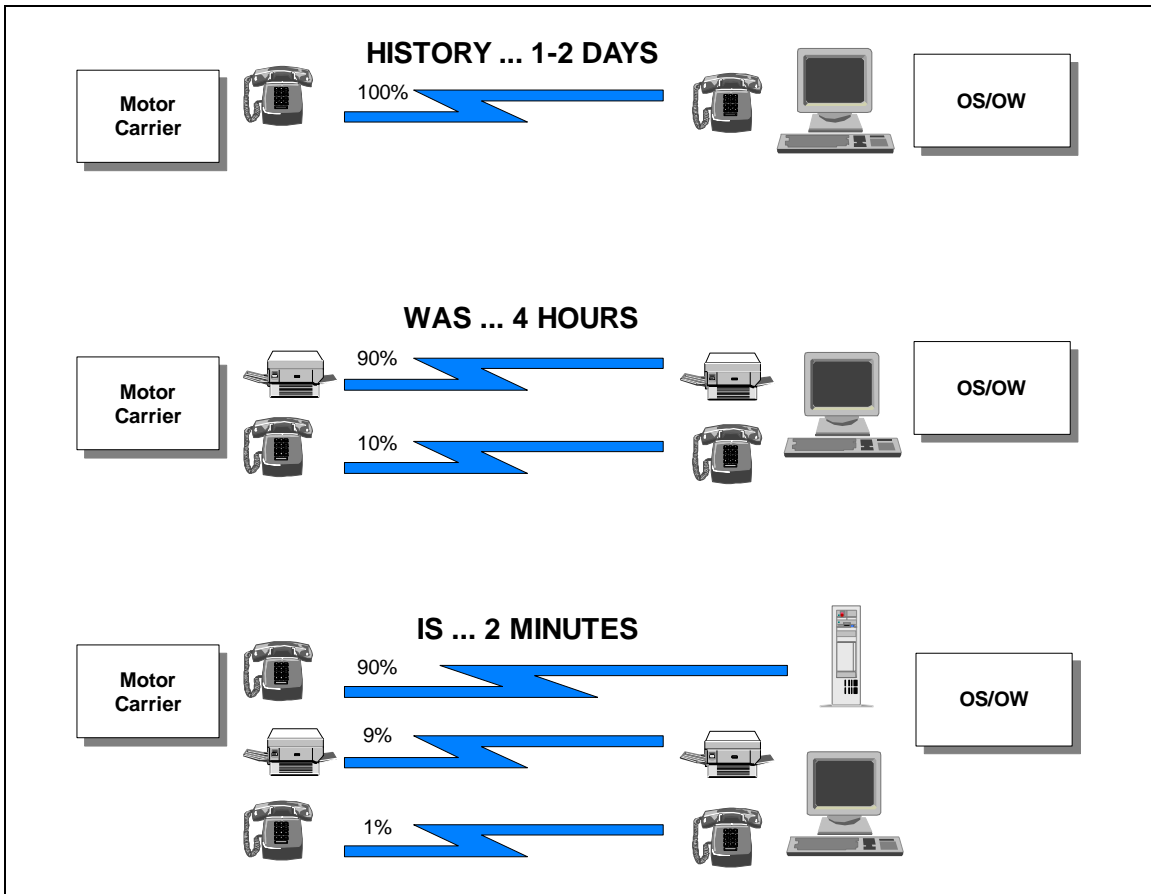 HISTORY ... 1-2 DAYS
Motor
Carrier
100%
OS/OW
WAS ... 4 HOURS
Motor
Carrier
90%
10%
OS/OW
IS ... 2 MINUTES
Motor
Carrier
90%
9%
1%
OS/OW